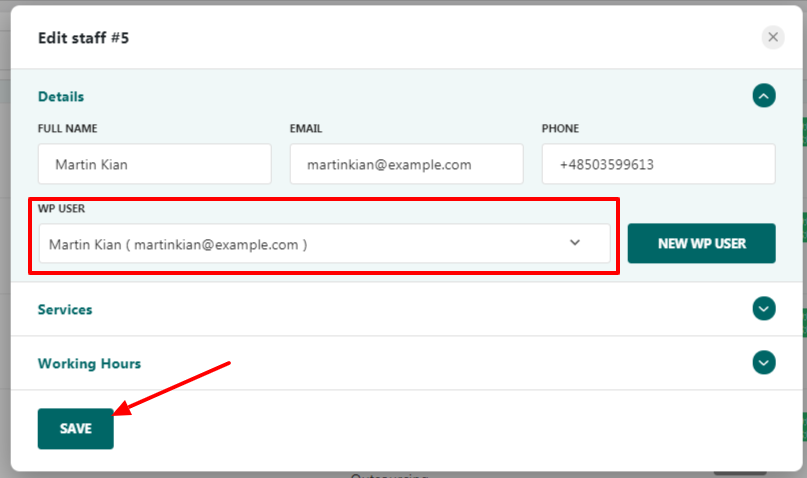 Edit staff #5
Details
FULL NAME EMAIL PHONE
Martin Kian martinkian@example.com +48503599613
WP USER
Martin Kian ( martinkian@example.com ) NEW WP USER
Services
Working Hours
SAVE